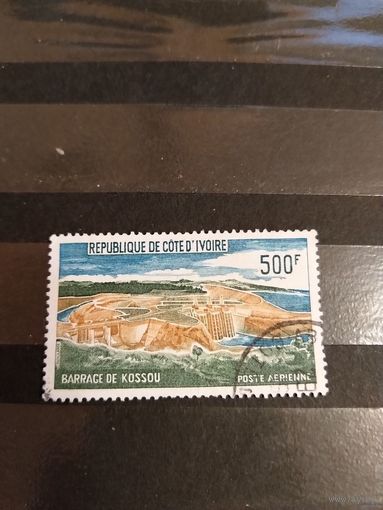 REPUBLIQUE DE CÔTE D'IVOIRE
500F
BARRAGE DE KOSSOU
POSTE AERIENNE